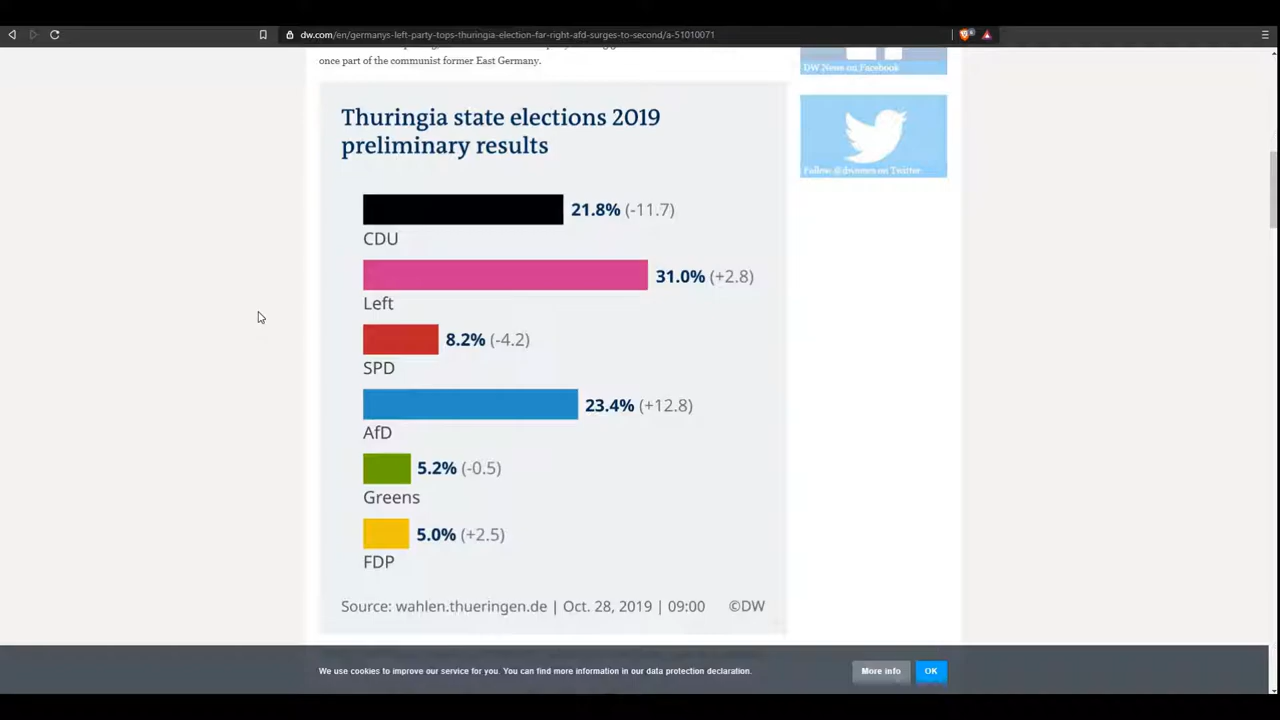 dw.com/en/germanys-left-party-tops-thuringia-election-far-right-afd-surges-to-second/a-51010071
once part of the communist former East Germany.
DW News on Facebook
Thuringia state elections 2019
preliminary results
Follow @dwnews on Twitter
21.8% (-11.7)
CDU
31.0% (+2.8)
Left
8.2% (-4.2)
SPD
23.4% (+12.8)
AfD
5.2% (-0.5)
Greens
5.0% (+2.5)
FDP
Source: wahlen.thueringen.de | Oct. 28, 2019 | 09:00 ©DW
We use cookies to improve our service for you. You can find more information in our data protection declaration.
More info
OK